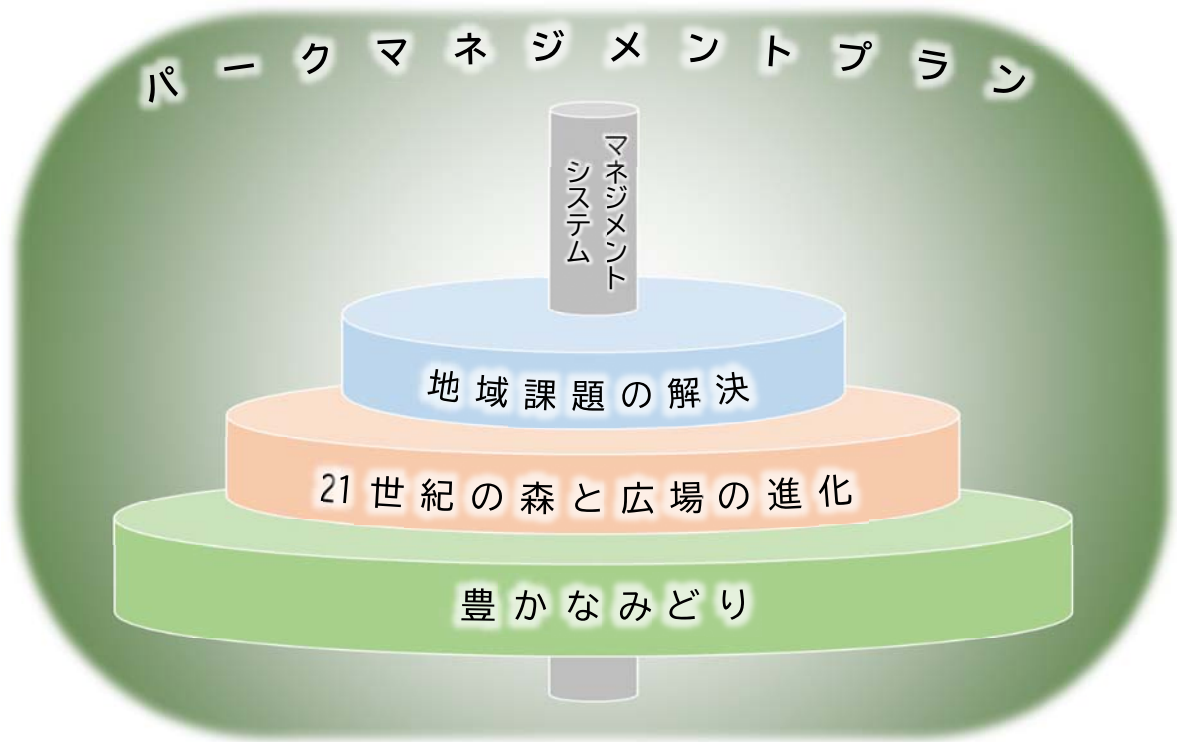 パークマネジメントプラン
マネジメント
システム
地域課題の解決
21世紀の森と広場の進化
豊かなみどり